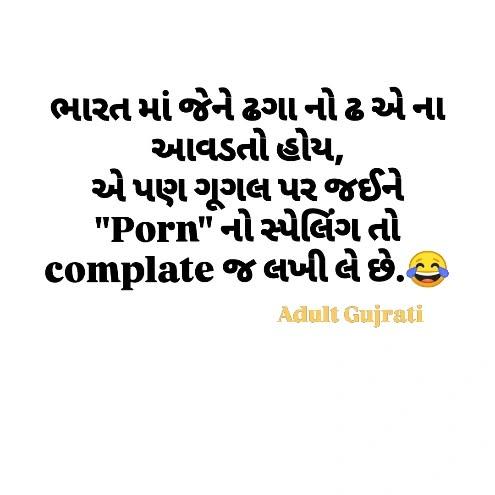 ભારત માં જેને ઢગા નો ઢ એ ના
આવડતો હોય,
એ પણ ગૂગલ પર જઈને
"Porn" નો સ્પેલિંગ તો
complate જ લખી લે છે.😂
Adult Gujrati